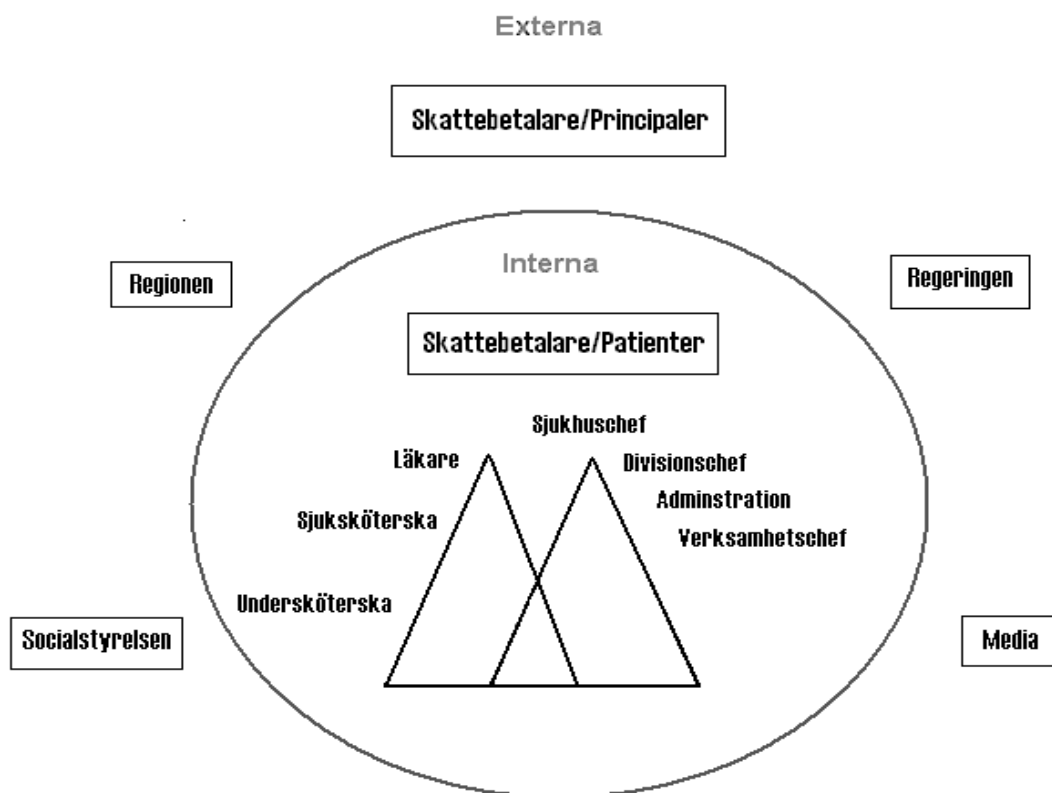 Externa
Skattebetalare/Principaler
Interna
Regionen
Regeringen
Skattebetalare/Patienter
Sjukhuschef
Läkare
Divisionschef
Adminstration
Sjuksköterska
Verksamhetschef
Undersköterska
Socialstyrelsen
Media